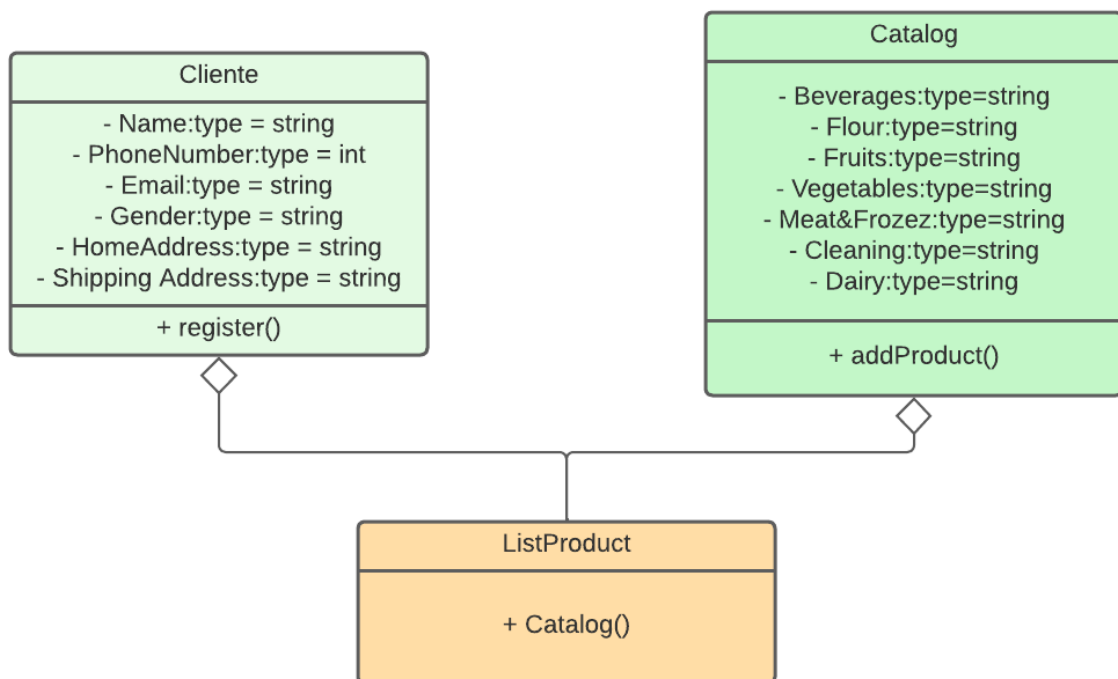 Cliente
- Name:type = string
- PhoneNumber:type = int
- Email:type = string
- Gender:type = string
- HomeAddress:type = string
- Shipping Address:type = string
+ register()
Catalog
- Beverages:type=string
- Flour:type=string
- Fruits:type=string
- Vegetables:type=string
- Meat&Frozez:type=string
- Cleaning:type=string
- Dairy:type=string
+ addProduct()
ListProduct
+ Catalog()